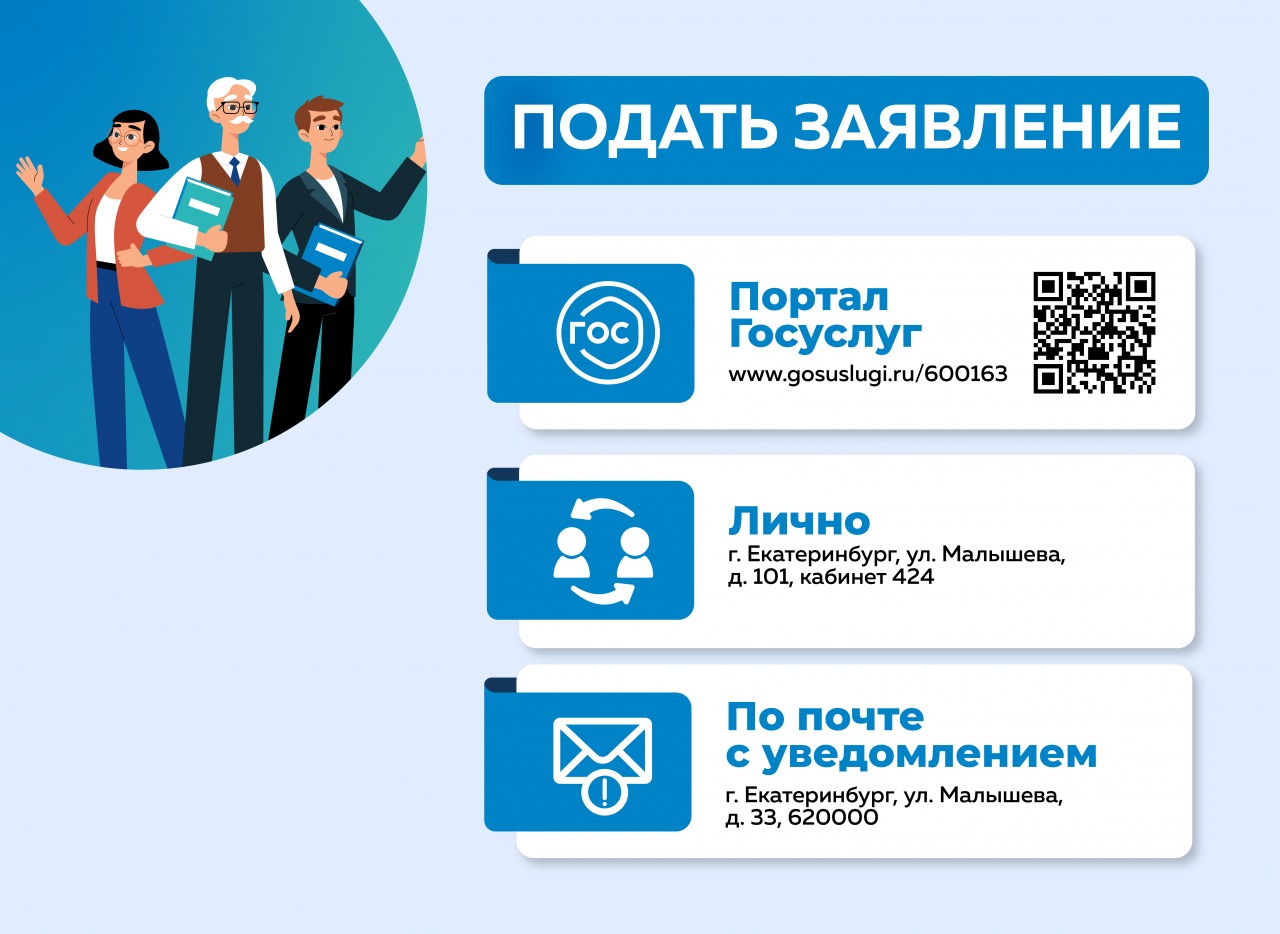 ПОДАТЬ ЗАЯВЛЕНИЕ
гос
Портал
Госуслуг
www.gosuslugi.ru/600163
Лично
г. Екатеринбург, ул. Малышева,
д. 101, кабинет 424
По почте
с уведомлением
г. Екатеринбург, ул. Малышева,
д. 33, 620000